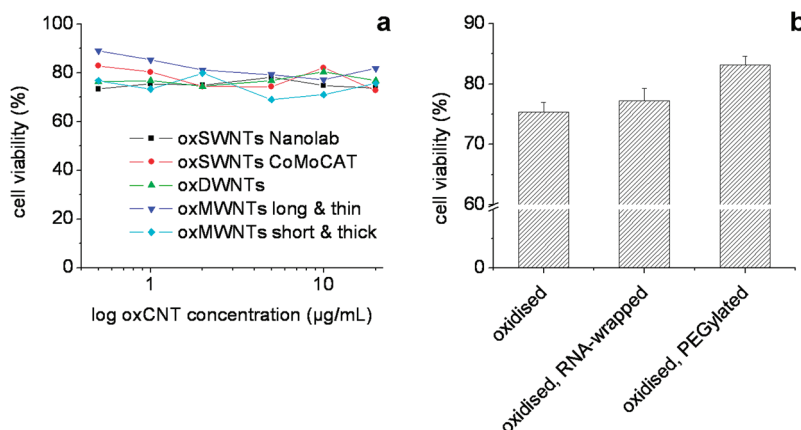 a
100
80
60
40
20
0
cell viability (%)
oxSWNTs Nanolab
oxSWNTs CoMoCAT
oxDWNTs
oxMWNTs long & thin
oxMWNTs short & thick
1
10
log oxCNT concentration (µg/mL)
b
90
80
70
60
0
cell viability (%)
oxidised
oxidised, RNA-wrapped
oxidised, PEGylated